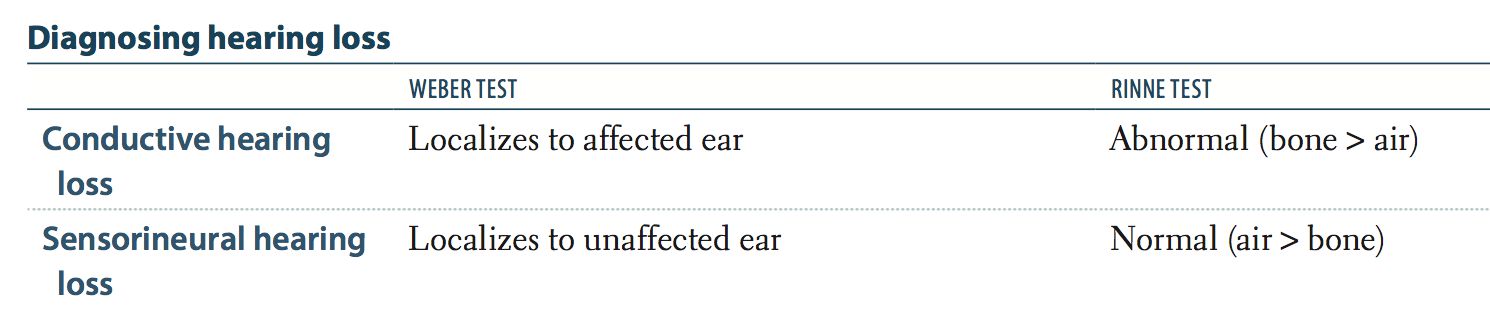 Diagnosing hearing loss
WEBER TEST RINNE TEST
Conductive hearing Localizes to affected ear Abnormal (bone > air)
loss
Sensorineural hearing Localizes to unaffected ear Normal (air > bone)
loss